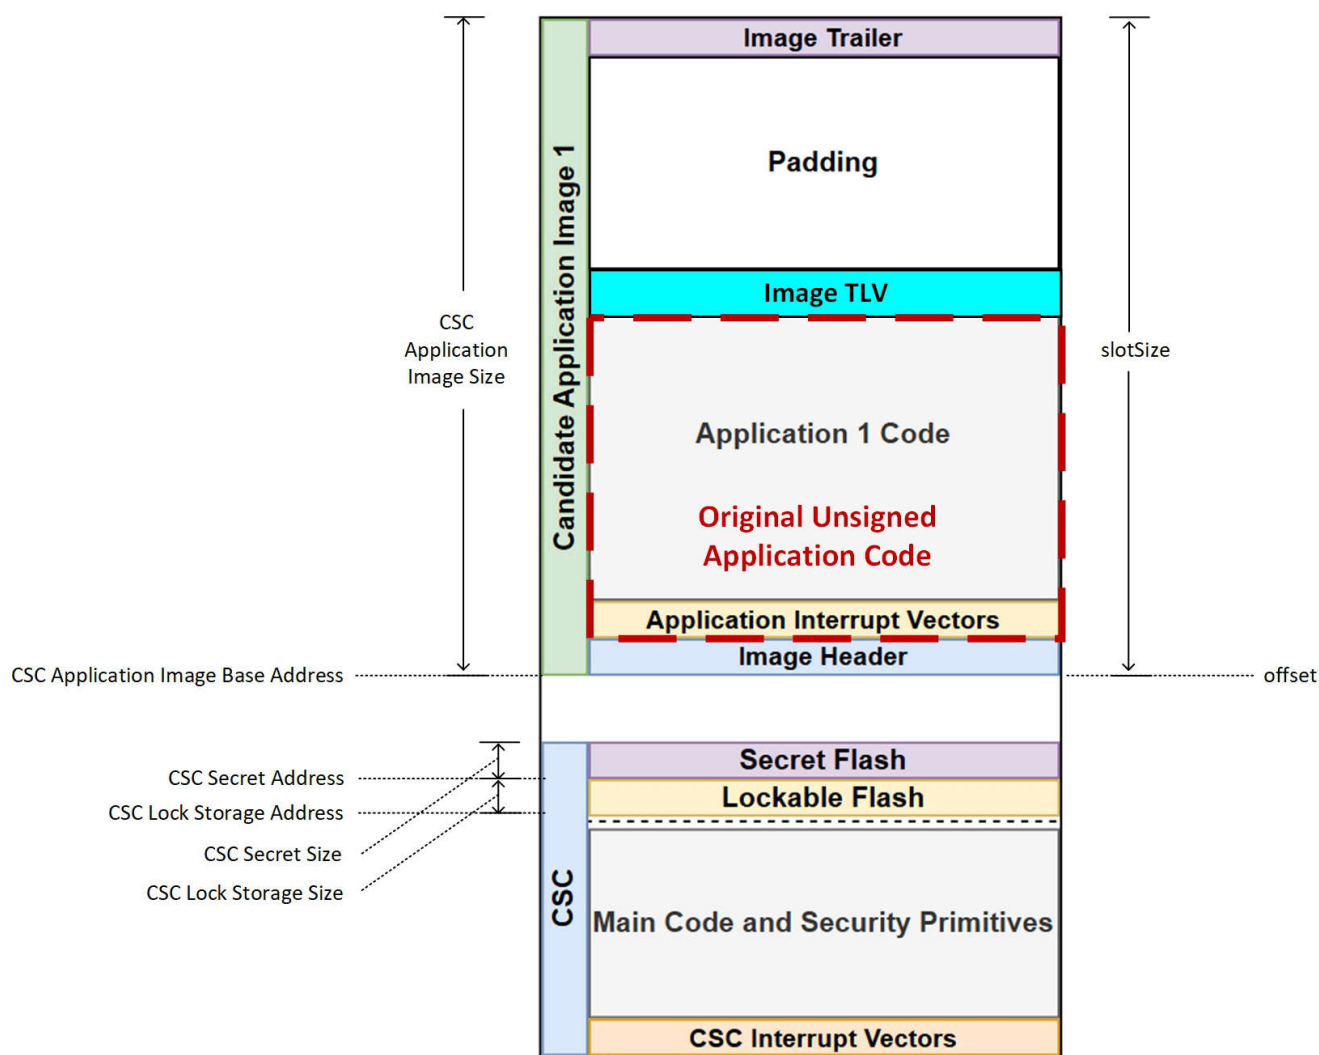 Image Trailer
Padding
Candidate Application Image 1
Image TLV
CSC
Application
Image Size
slotSize
Application 1 Code
Original Unsigned
Application Code
Application Interrupt Vectors
Image Header
CSC Application Image Base Address
offset
Secret Flash
CSC Secret Address
Lockable Flash
CSC Lock Storage Address
CSC Secret Size
CSC Lock Storage Size
CSC
Main Code and Security Primitives
CSC Interrupt Vectors